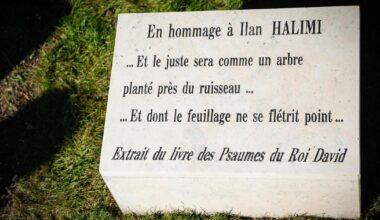 En hommage à Ilan HALIMI
...Et le juste sera comme un arbre
planté près du ruisseau ...
...Et dont le feuillage ne se flétrit point...
Extrait du livre des Psaumes du Roi David